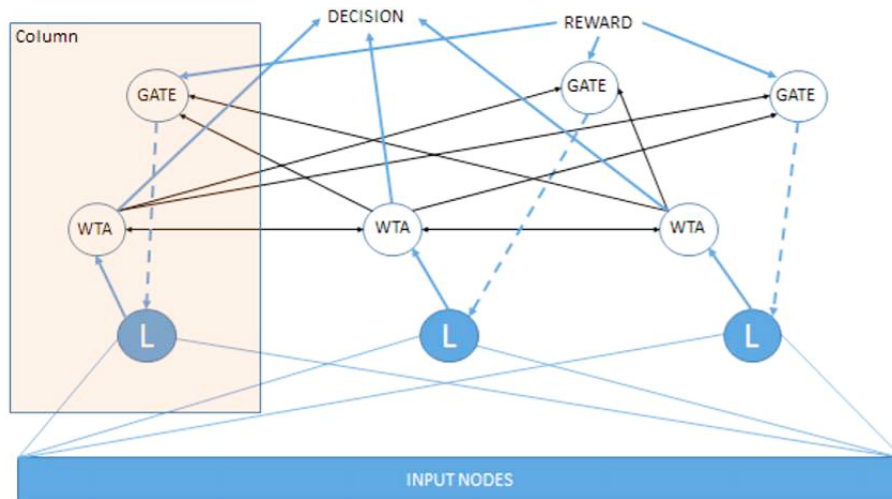 DECISION
REWARD
Column
GATE
GATE
GATE
WTA
WTA
WTA
L
L
L
INPUT NODES